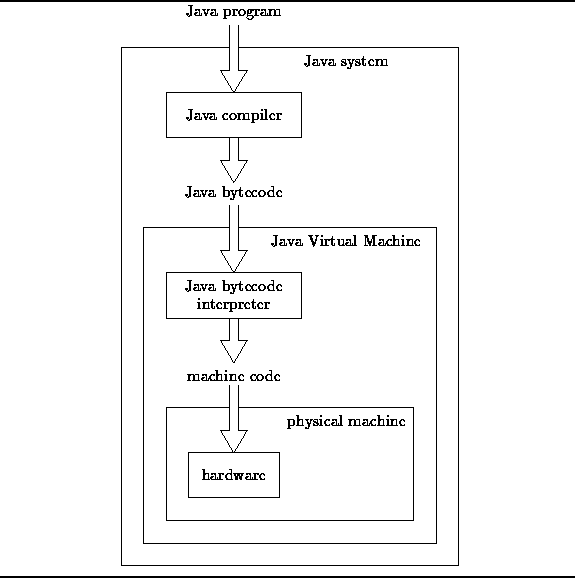 Java program
Java system
Java compiler
Java bytecode
Java Virtual Machine
Java bytecode
interpreter
machine code
physical machine
hardware